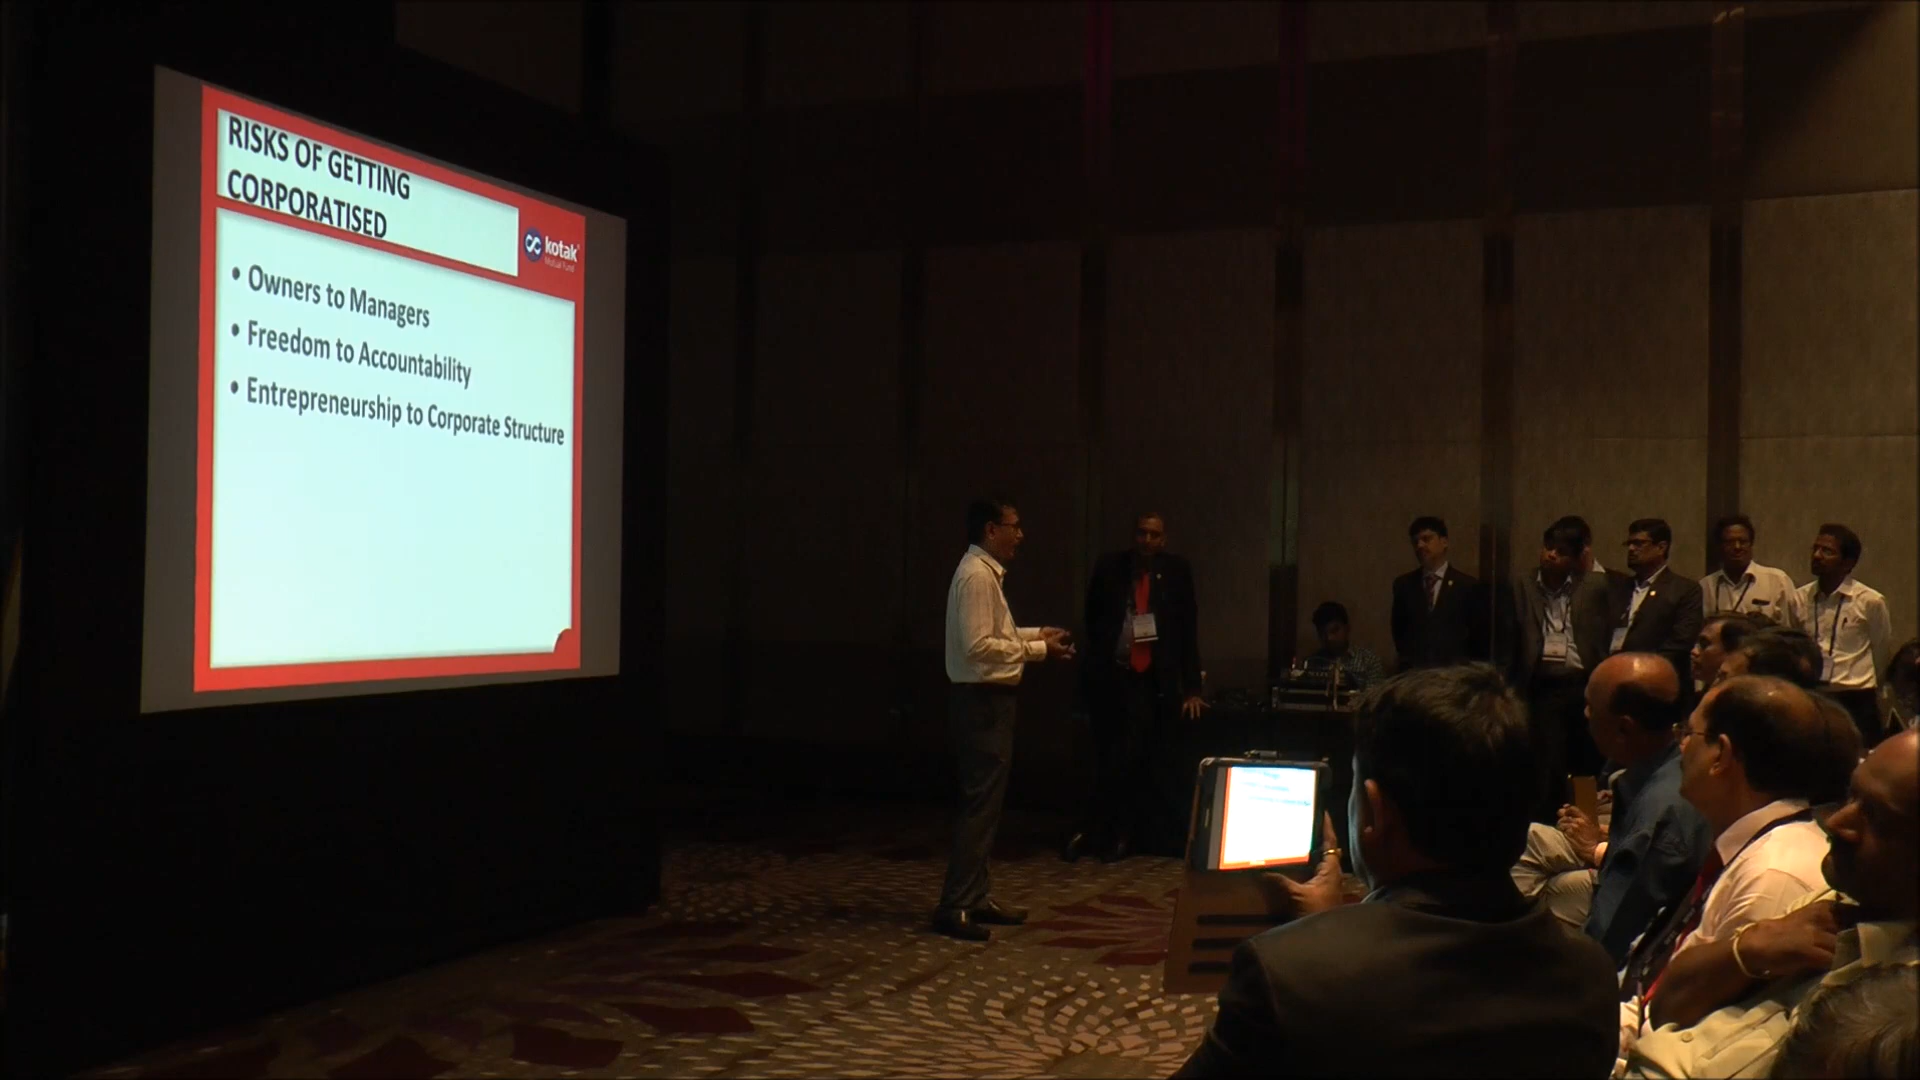 RISKS OF GETTING
CORPORATISED
kotak
Mutual Fund
• Owners to Managers
• Freedom to Accountability
• Entrepreneurship to Corporate Structure